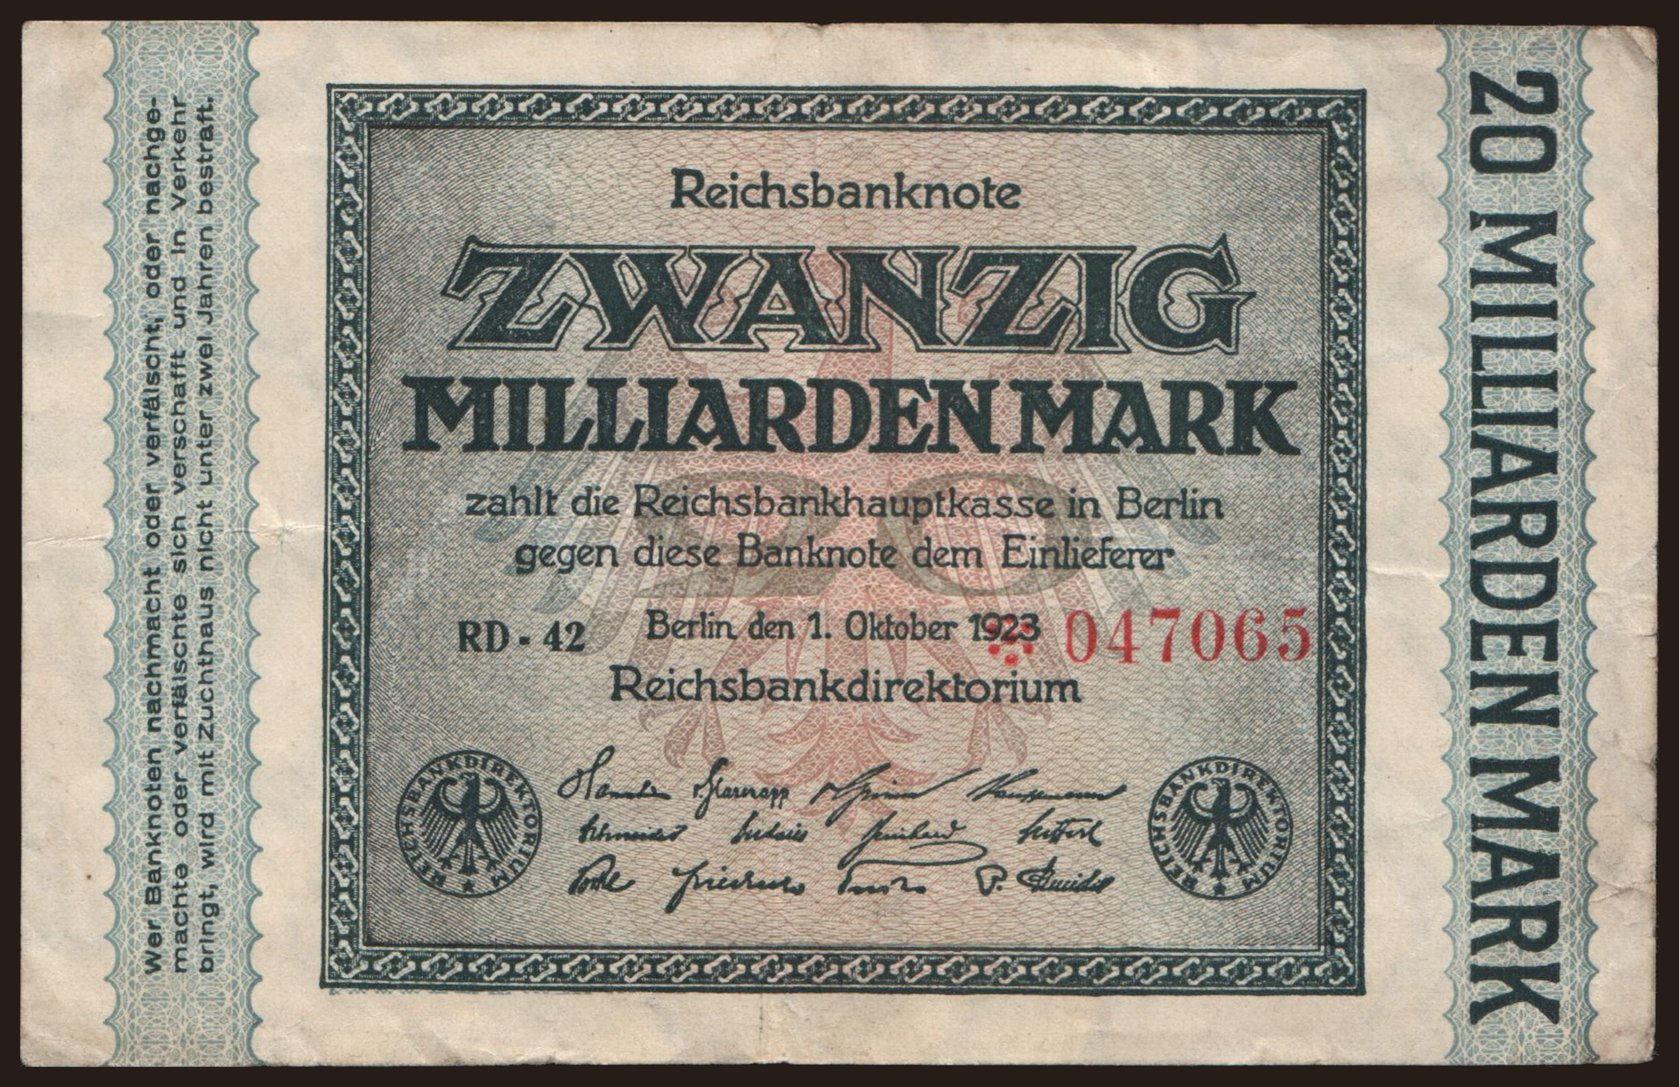 Wer Banknoten nachmacht oder verfälscht, oder nachge-
machte oder verfälschte sich verschafft und in Verkehr
bringt, wird mit Zuchthaus nicht unter zwei Jahren bestraft.
Reichsbanknote
ZWANZIG
MILLIARDEN MARK
20
zahlt die Reichsbankhauptkasse in Berlin
gegen diese Banknote dem Einlieferer
RD - 42 Berlin, den 1. Oktober 1923 047065
Reichsbankdirektorium
REICHSBANKDIREKTORIUM
REICHSBANKDIREKTORIUM
20 MILLIARDEN MARK